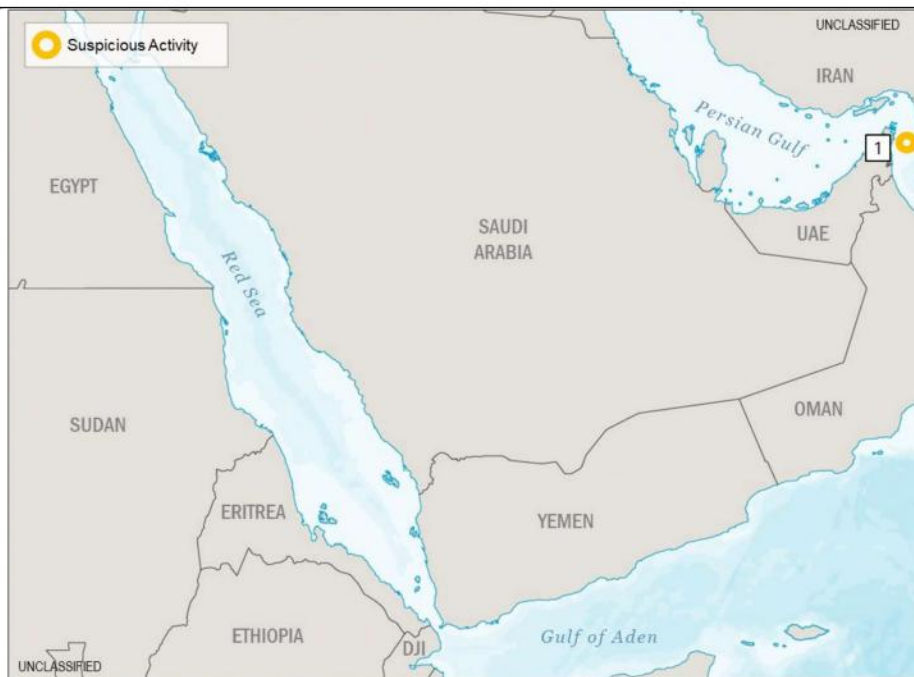 UNCLASSIFIED
Suspicious Activity
IRAN
Persian Gulf
1
EGYPT
SAUDI
ARABIA
UAE
Red Sea
OMAN
SUDAN
ERITREA
YEMEN
ETHIOPIA
DJI
Gulf of Aden
UNCLASSIFIED